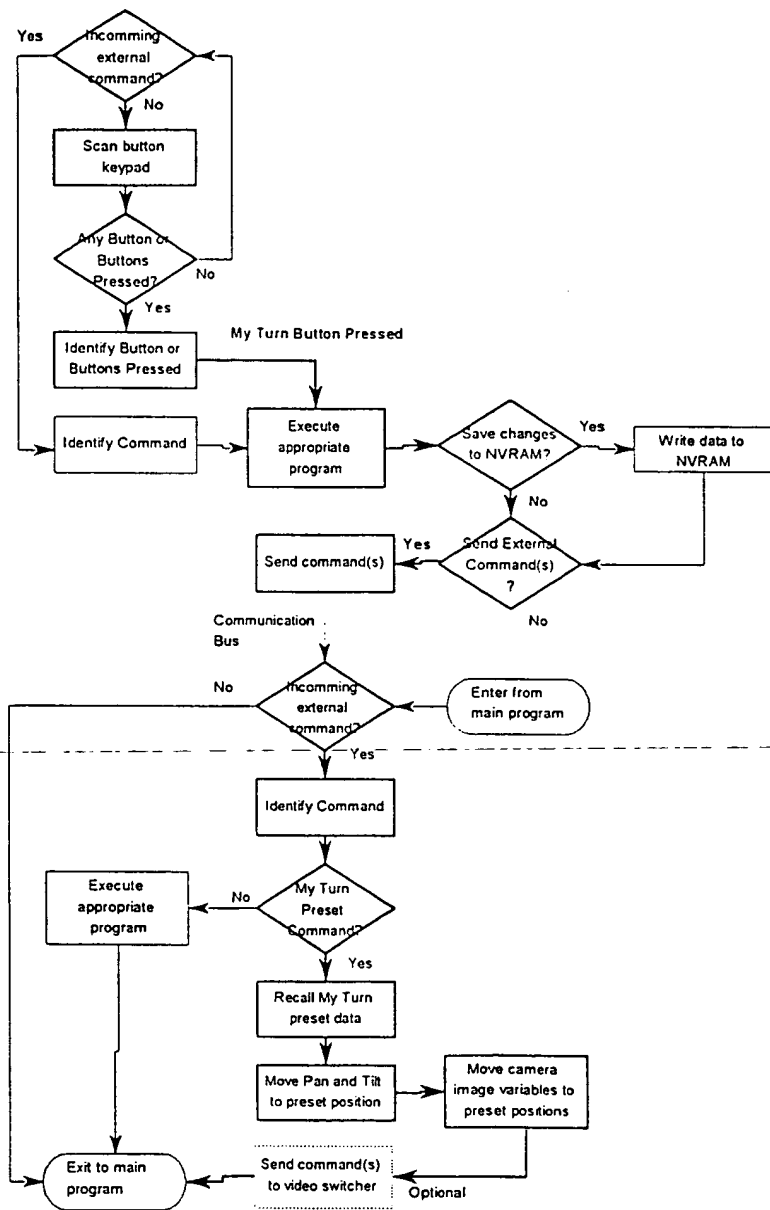 Yes
Incomming
external
command?
No
Scan button
keypad
Any Button or
Buttons
Pressed?
No
Yes
Identify Button or
Buttons Pressed
My Turn Button Pressed
Identify Command
Execute
appropriate
program
Save changes
to NVRAM?
Yes
Write data to
NVRAM
No
Send External
Command(s)
?
Yes
Send command(s)
No
Communication
Bus
No
Incomming
external
command?
Enter from
main program
Yes
Identify Command
My Turn
Preset
Command?
No
Execute
appropriate
program
Yes
Recall My Turn
preset data
Move Pan and Tilt
to preset position
Move camera
image variables to
preset positions
Optional
Send command(s)
to video switcher
Exit to main
program